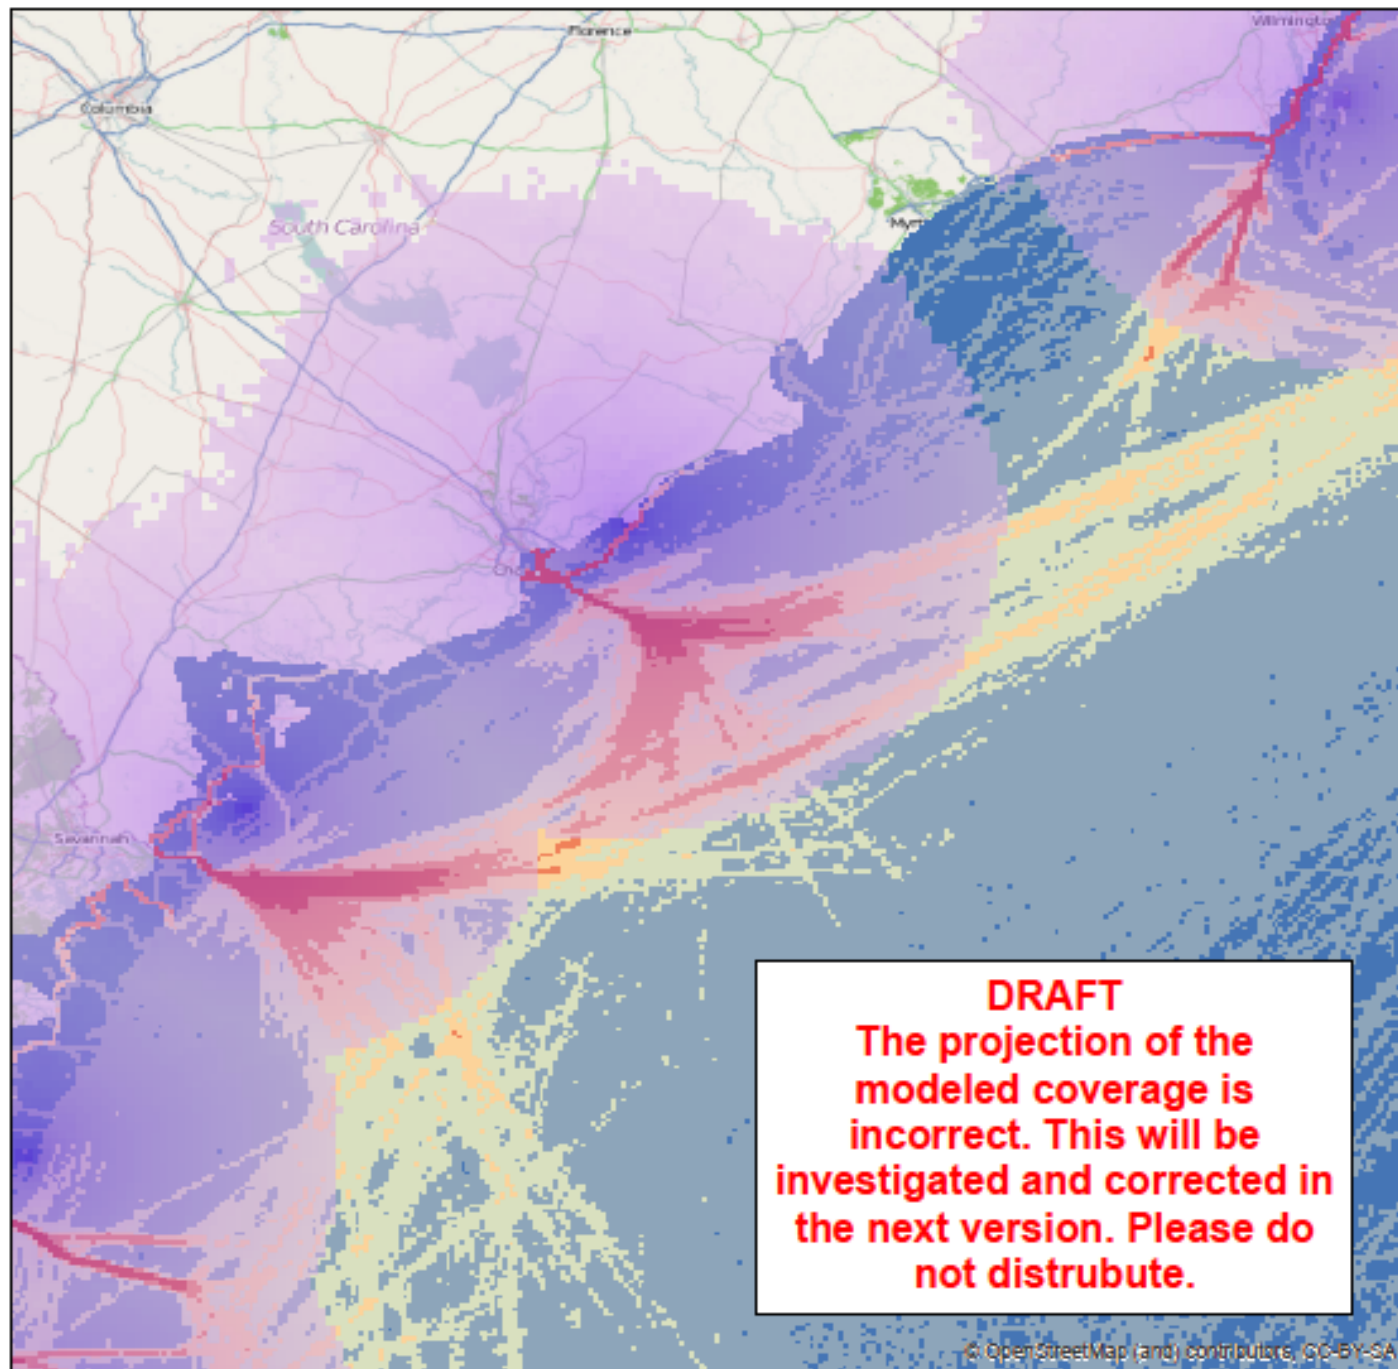 Wilmington
Florence
Columbia
South Carolina
Myrt
Savannah
DRAFT
The projection of the
modeled coverage is
incorrect. This will be
investigated and corrected in
the next version. Please do
not distrubute.
© OpenStreetMap (and) contributors, CC-BY-SA